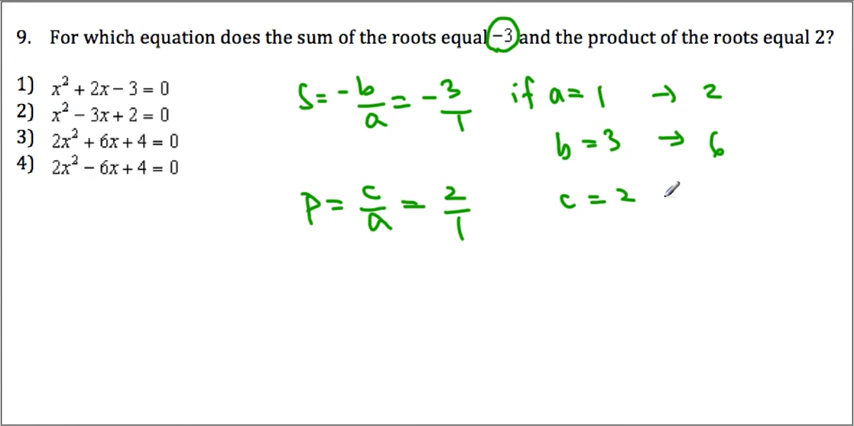 9. For which equation does the sum of the roots equal -3 and the product of the roots equal 2?
1) x² + 2x – 3 = 0
2) x² – 3x + 2 = 0
3) 2x² + 6x + 4 = 0
4) 2x² – 6x + 4 = 0
S = -b/a = -3/1 if a = 1 → 2
b = 3 → 6
P = c/a = 2/1 c = 2